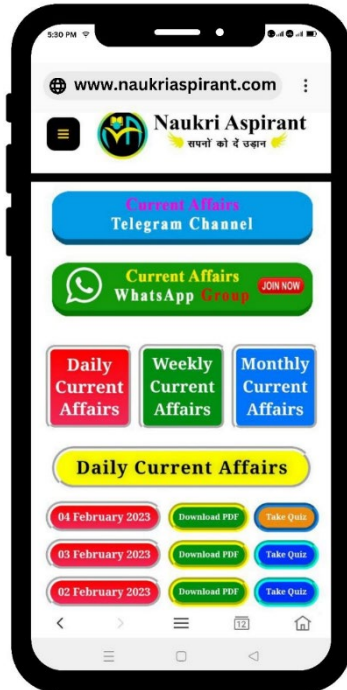 5:30 PM
www.naukriaspirant.com
Naukri Aspirant
सपनों को दें उड़ान
Current Affairs
Telegram Channel
Current Affairs
WhatsApp Group JOIN NOW
Daily Current Affairs
Weekly Current Affairs
Monthly Current Affairs
Daily Current Affairs
04 February 2023 Download PDF Take Quiz
03 February 2023 Download PDF Take Quiz
02 February 2023 Download PDF Take Quiz
12